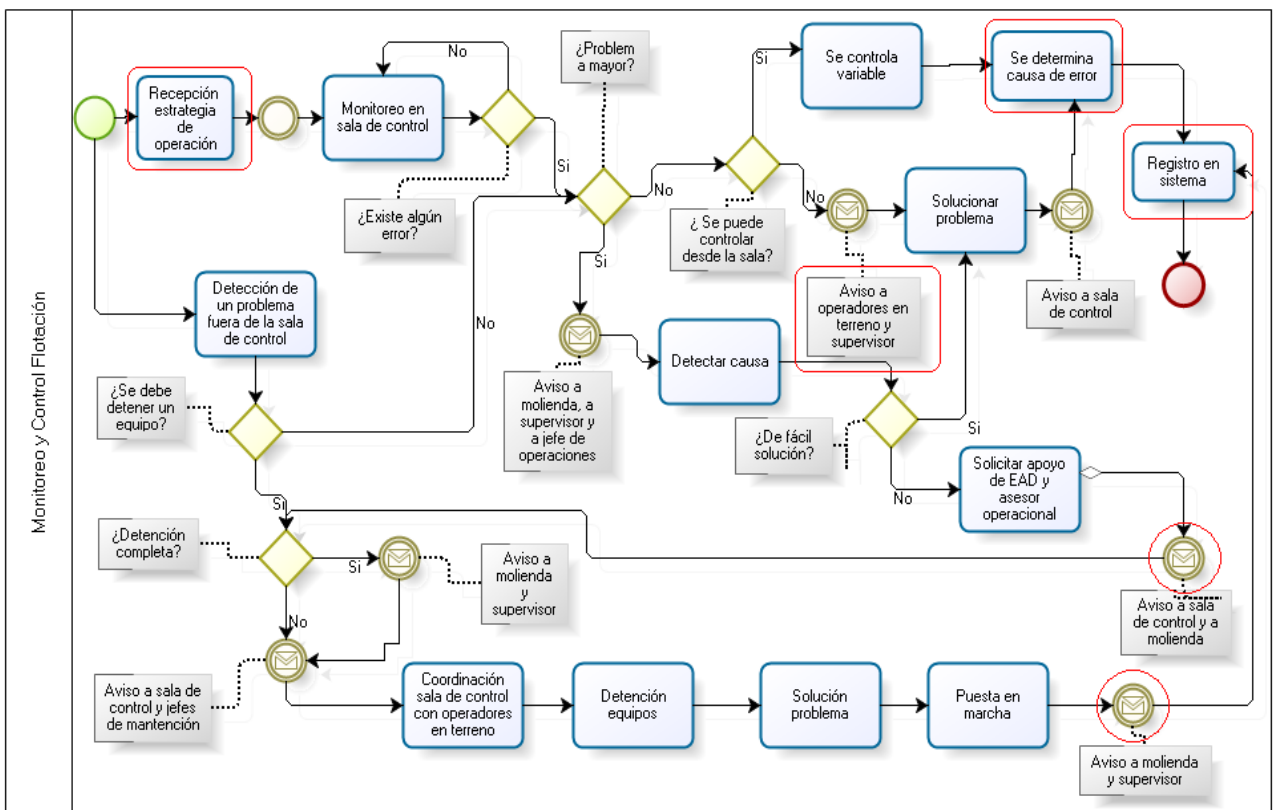 Monitoreo y Control Flotación
Recepción
estrategia
de
operación
Monitoreo en
sala de control
No
Si
¿Existe algún
error?
¿Problem
a mayor?
Si
No
Se controla
variable
Se determina
causa de error
Registro en
sistema
¿ Se puede
controlar
desde la sala?
No
Solucionar
problema
Aviso a
operadores en
terreno y
supervisor
Aviso a sala
de control
Detección de
un problema
fuera de la sala
de control
No
Si
Detectar causa
Aviso a
molienda, a
supervisor y
a jefe de
operaciones
¿Se debe
detener un
equipo?
¿De fácil
solución?
Si
No
Solicitar apoyo
de EAD y
asesor
operacional
Si
¿Detención
completa?
Si
Aviso a
molienda
y
supervisor
Aviso a sala
de control y a
molienda
No
Aviso a sala de
control y jefes
de mantención
Coordinación
sala de control
con operadores
en terreno
Detención
equipos
Solución
problema
Puesta en
marcha
Aviso a molienda
y supervisor